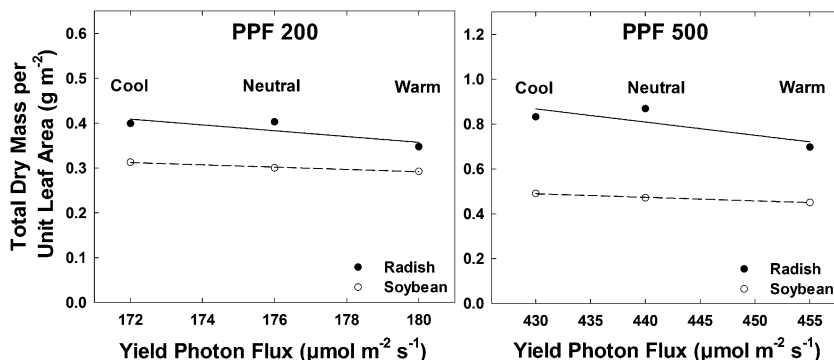 PPF 200
PPF 500
Total Dry Mass per
Unit Leaf Area (g m⁻²)
0.6
0.5
0.4
0.3
0.2
0.1
0.0
Cool
Neutral
Warm
Radish
Soybean
172
174
176
178
180
Yield Photon Flux (µmol m⁻² s⁻¹)
1.2
1.0
0.8
0.6
0.4
0.2
0.0
Cool
Neutral
Warm
Radish
Soybean
430
435
440
445
450
455
Yield Photon Flux (µmol m⁻² s⁻¹)